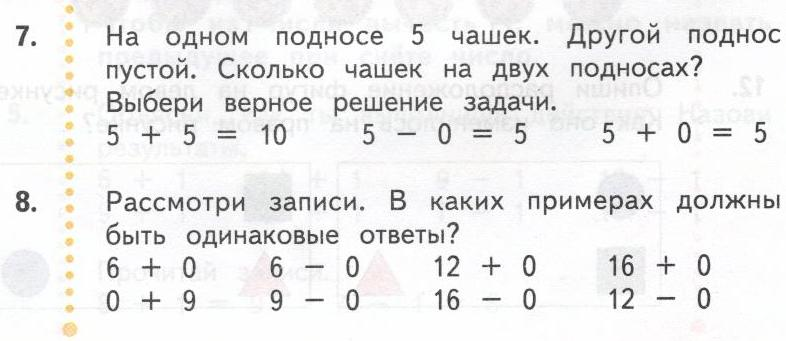 7. На одном подносе 5 чашек. Другой поднос
пустой. Сколько чашек на двух подносах?
Выбери верное решение задачи.
5 + 5 = 10 5 − 0 = 5 5 + 0 = 5
8. Рассмотри записи. В каких примерах должны
быть одинаковые ответы?
6 + 0 6 − 0 12 + 0 16 + 0
0 + 9 9 − 0 16 − 0 12 − 0